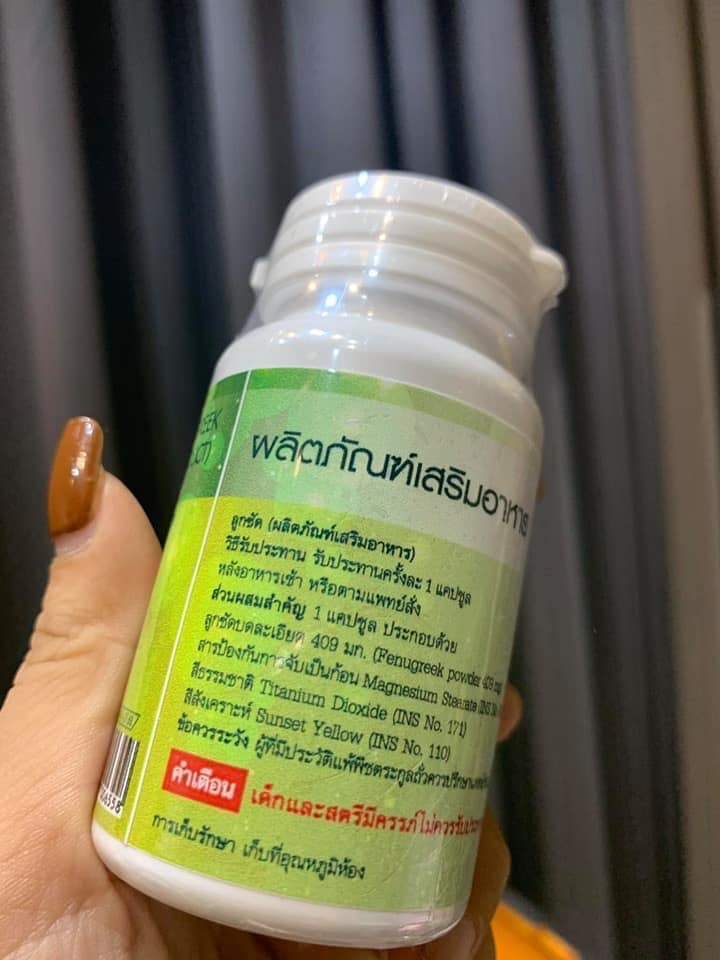 ผลิตภัณฑ์เสริมอาหาร
ลูกซัด (ผลิตภัณฑ์เสริมอาหาร)
วิธีรับประทาน รับประทานครั้งละ 1 แคปซูล
หลังอาหารเช้า หรือตามแพทย์สั่ง
ส่วนผสมสำคัญ 1 แคปซูล ประกอบด้วย
ลูกซัดบดละเอียด 409 มก. (Fenugreek powder 409 mg)
สารป้องกันการจับเป็นก้อน Magnesium Stearate (INS
สีธรรมชาติ Titanium Dioxide (INS No. 171)
สีสังเคราะห์ Sunset Yellow (INS No. 110)
ข้อควรระวัง ผู้ที่มีประวัติแพ้พืชตระกูลถั่วควรปรึกษา
คำเตือน เด็กและสตรีมีครรภ์ไม่ควรรับประ
การเก็บรักษา เก็บที่อุณหภูมิห้อง